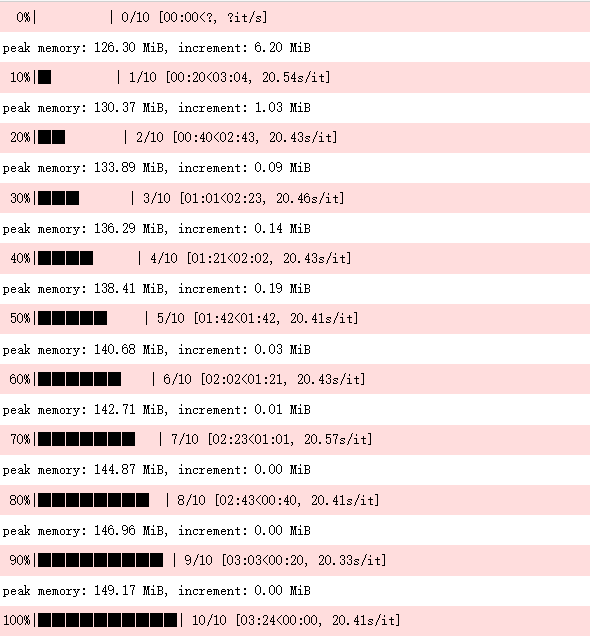 0%| | 0/10 [00:00<?, ?it/s]
peak memory: 126.30 MiB, increment: 6.20 MiB
10%|█ | 1/10 [00:20<03:04, 20.54s/it]
peak memory: 130.37 MiB, increment: 1.03 MiB
20%|██ | 2/10 [00:40<02:43, 20.43s/it]
peak memory: 133.89 MiB, increment: 0.09 MiB
30%|███ | 3/10 [01:01<02:23, 20.46s/it]
peak memory: 136.29 MiB, increment: 0.14 MiB
40%|████ | 4/10 [01:21<02:02, 20.43s/it]
peak memory: 138.41 MiB, increment: 0.19 MiB
50%|█████ | 5/10 [01:42<01:42, 20.41s/it]
peak memory: 140.68 MiB, increment: 0.03 MiB
60%|██████ | 6/10 [02:02<01:21, 20.43s/it]
peak memory: 142.71 MiB, increment: 0.01 MiB
70%|███████ | 7/10 [02:23<01:01, 20.57s/it]
peak memory: 144.87 MiB, increment: 0.00 MiB
80%|████████ | 8/10 [02:43<00:40, 20.41s/it]
peak memory: 146.96 MiB, increment: 0.00 MiB
90%|█████████ | 9/10 [03:03<00:20, 20.33s/it]
peak memory: 149.17 MiB, increment: 0.00 MiB
100%|██████████| 10/10 [03:24<00:00, 20.41s/it]